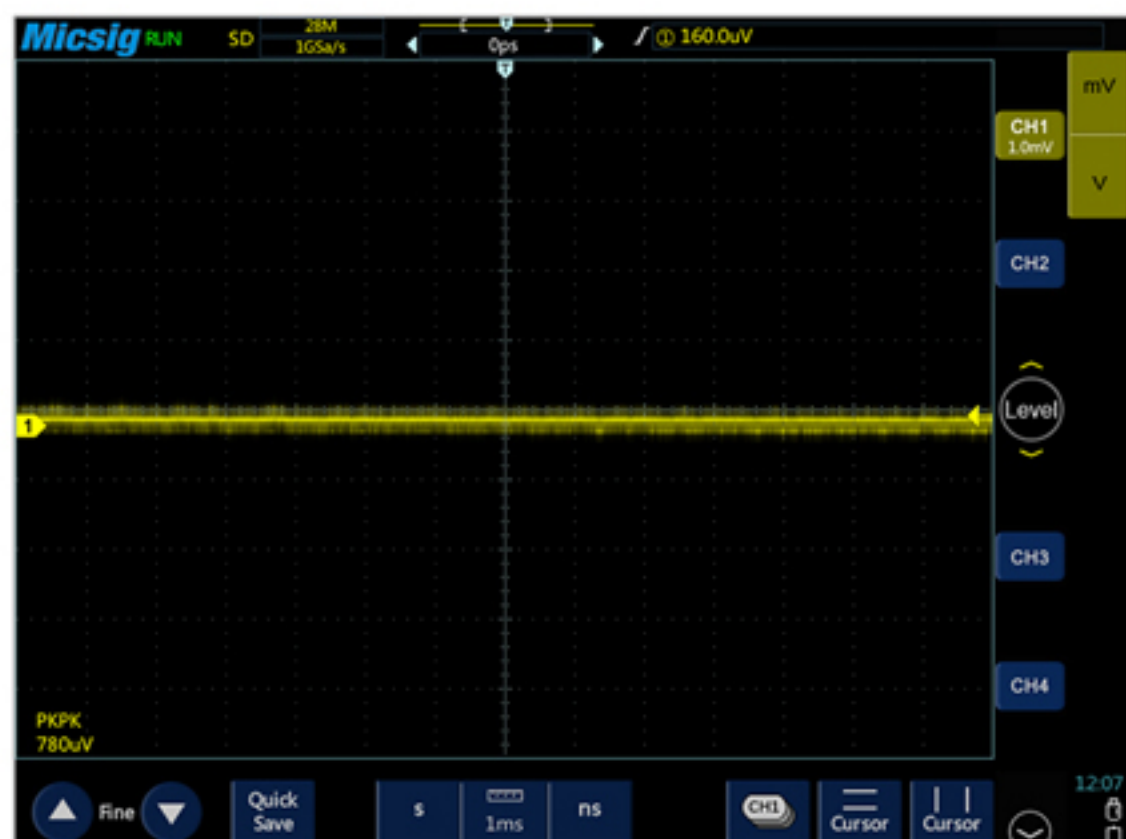 Micsig RUN SD 28M
1GSa/s
0ps
① 160.0uV
T
T
mV
V
CH1
1.0mV
CH2
Level
1
CH3
CH4
PKPK
780uV
12:07
Fine
Quick
Save
s
1ms
ns
CH1
Cursor
Cursor